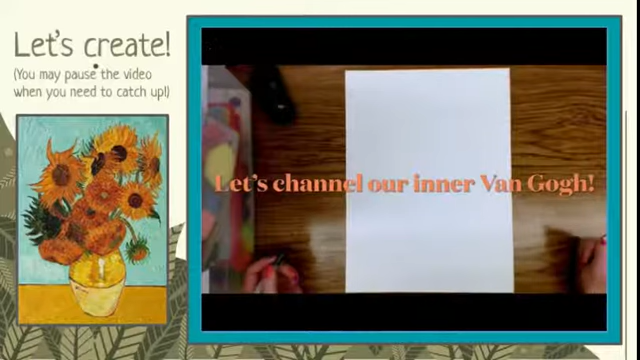 Let's create!
(You may pause the video
when you need to catch up!)
Let's channel our inner Van Gogh!